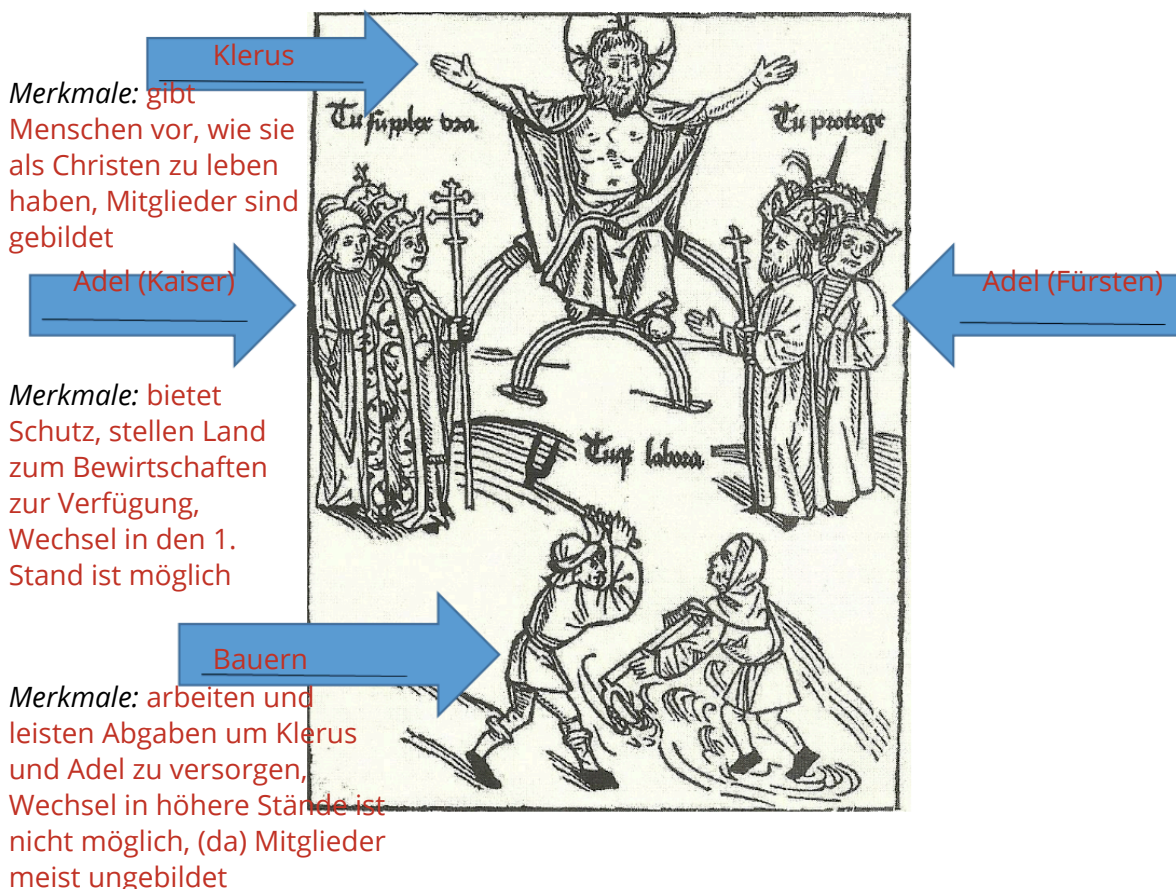 Klerus
Merkmale: gibt
Menschen vor, wie sie
als Christen zu leben
haben, Mitglieder sind
gebildet
Tu supplex ora
Tu protege
Adel (Kaiser)
Adel (Fürsten)
Merkmale: bietet
Schutz, stellen Land
zum Bewirtschaften
zur Verfügung,
Wechsel in den 1.
Stand ist möglich
Tuqz labora
Bauern
Merkmale: arbeiten und
leisten Abgaben um Klerus
und Adel zu versorgen,
Wechsel in höhere Stände ist
nicht möglich, (da) Mitglieder
meist ungebildet